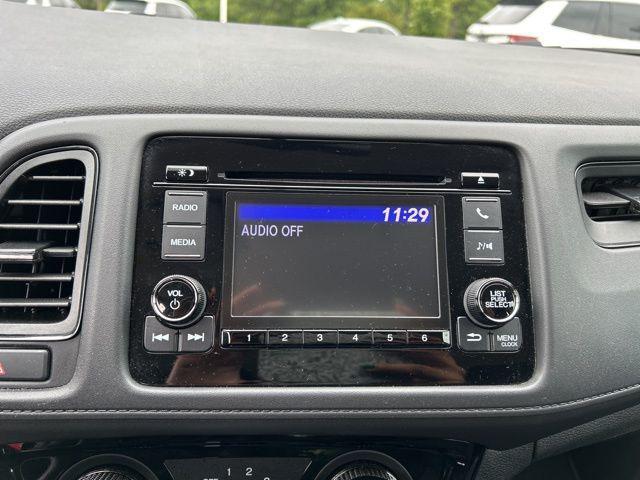 RADIO
MEDIA
11:29
AUDIO OFF
VOL
LIST
PUSH
SELECT
1 2 3 4 5 6
MENU
CLOCK
1 2
OFF